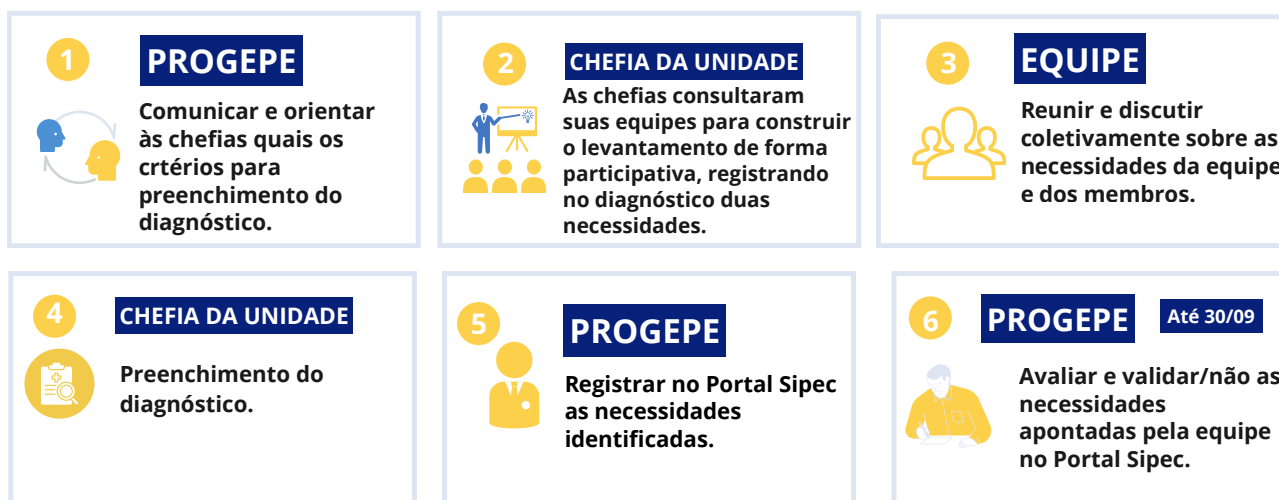 1
PROGEPE
Comunicar e orientar
às chefias quais os
crtérios para
preenchimento do
diagnóstico.
2
CHEFIA DA UNIDADE
As chefias consultaram
suas equipes para construir
o levantamento de forma
participativa, registrando
no diagnóstico duas
necessidades.
3
EQUIPE
Reunir e discutir
coletivamente sobre as
necessidades da equipe
e dos membros.
4
CHEFIA DA UNIDADE
Preenchimento do
diagnóstico.
5
PROGEPE
Registrar no Portal Sipec
as necessidades
identificadas.
6
PROGEPE
Até 30/09
Avaliar e validar/não as
necessidades
apontadas pela equipe
no Portal Sipec.